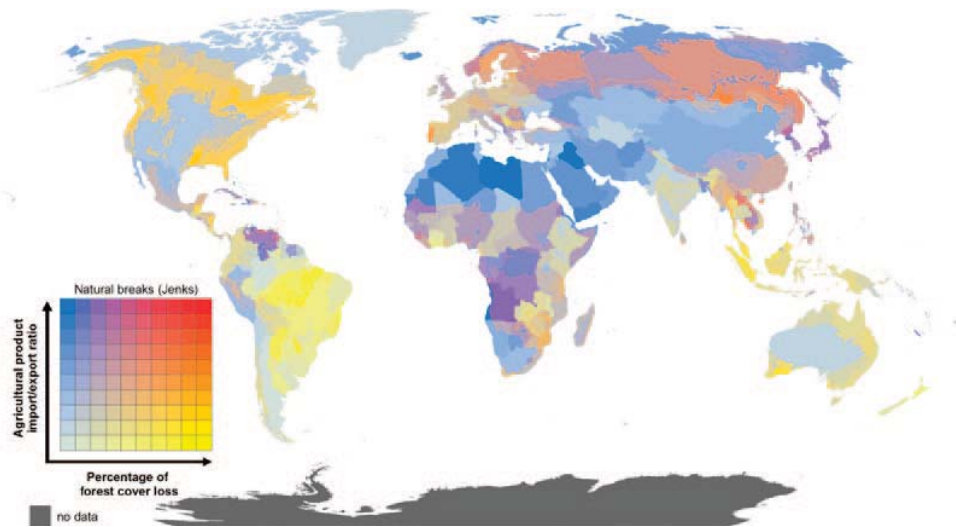 Natural breaks (Jenks)
Agricultural product
import/export ratio
Percentage of
forest cover loss
no data